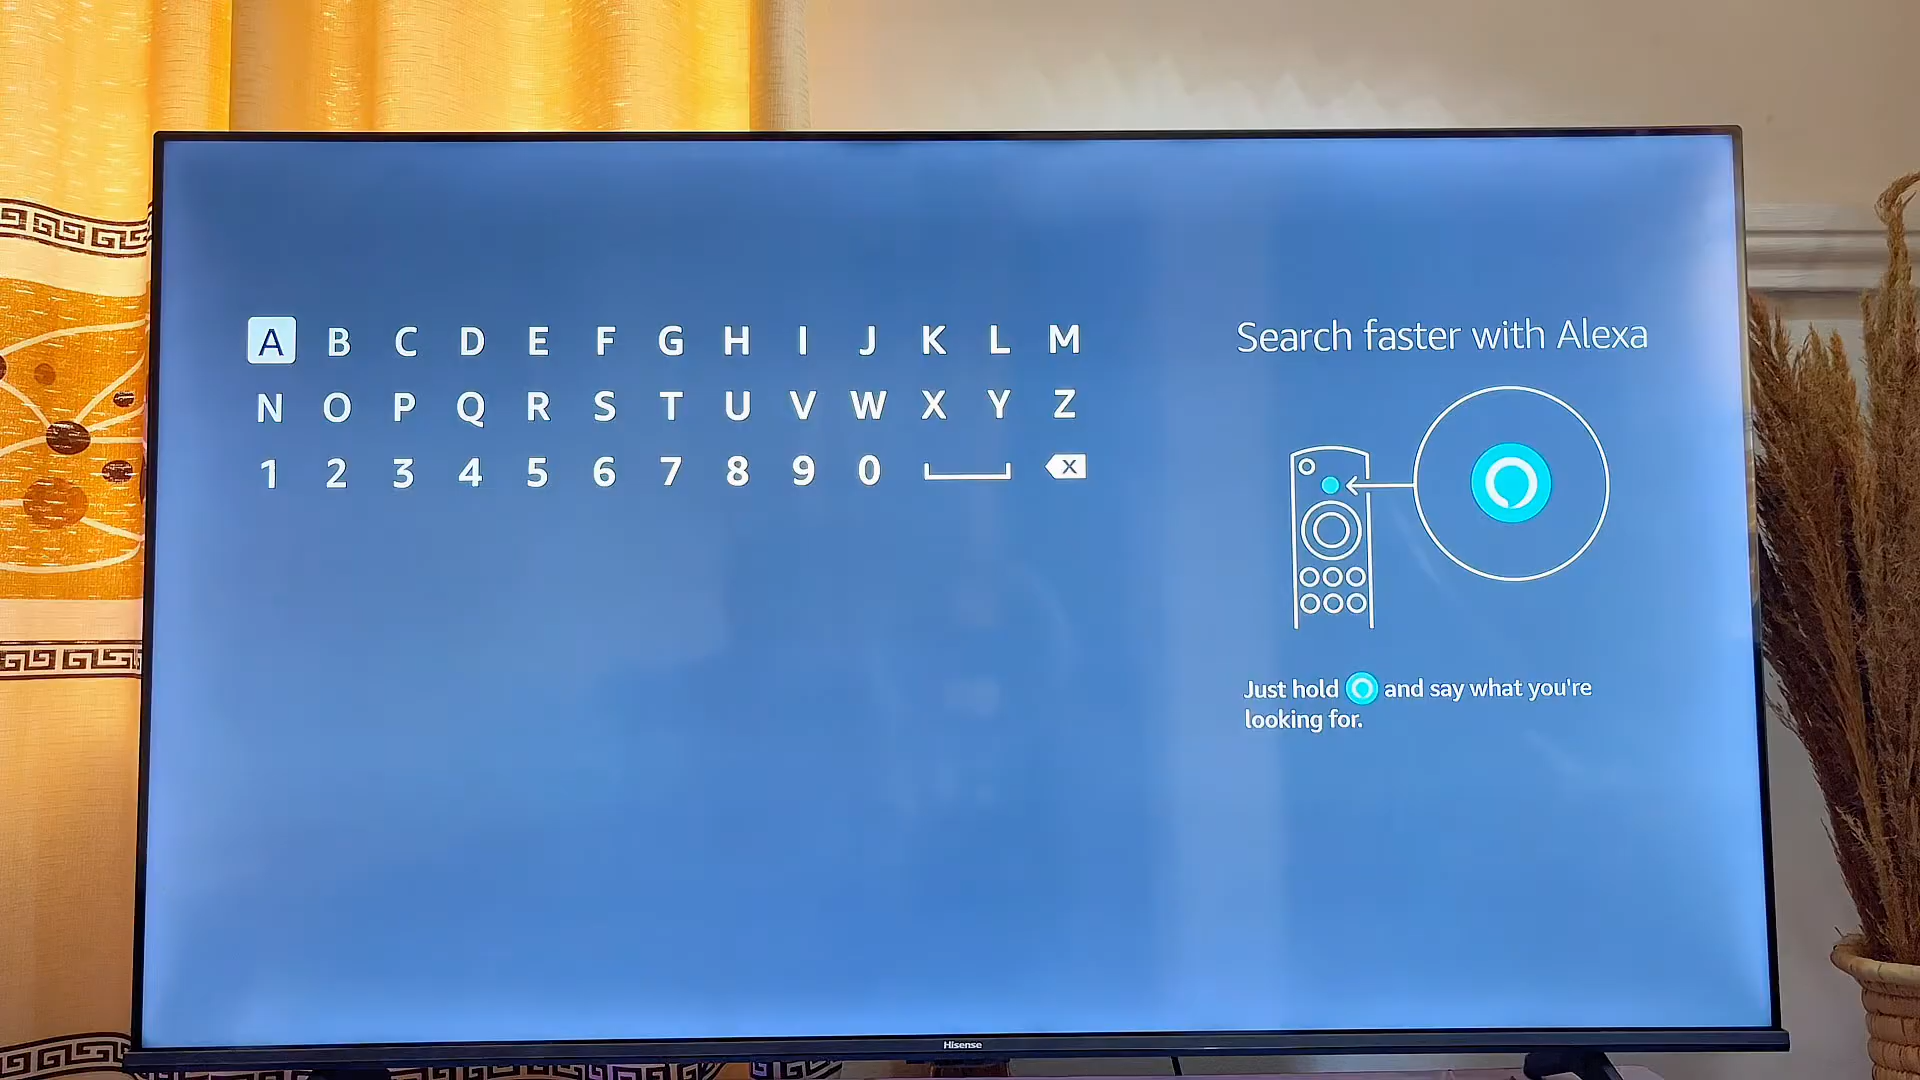 A B C D E F G H I J K L M
N O P Q R S T U V W X Y Z
1 2 3 4 5 6 7 8 9 0 X
Search faster with Alexa
Just hold and say what you're
looking for.
Hisense